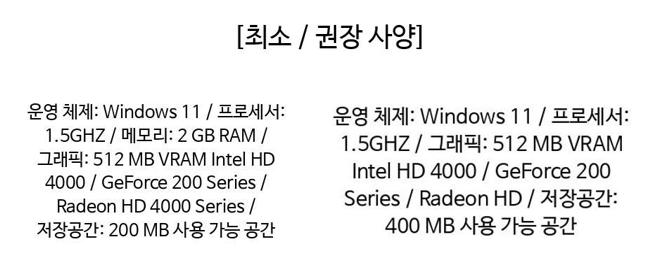 [최소 / 권장 사양]
운영 체제: Windows 11 / 프로세서:
1.5GHZ / 메모리: 2 GB RAM /
그래픽: 512 MB VRAM Intel HD
4000 / GeForce 200 Series /
Radeon HD 4000 Series /
저장공간: 200 MB 사용 가능 공간
운영 체제: Windows 11 / 프로세서:
1.5GHZ / 그래픽: 512 MB VRAM
Intel HD 4000 / GeForce 200
Series / Radeon HD / 저장공간:
400 MB 사용 가능 공간